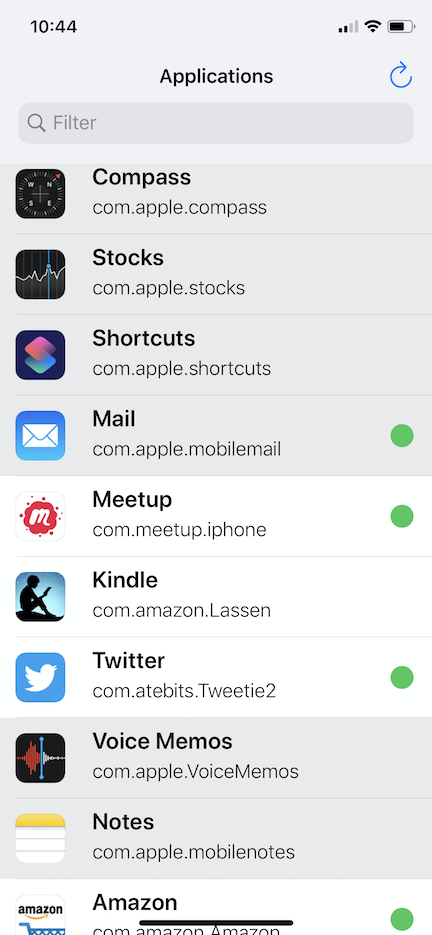 10:44
Applications
Filter
Compass
com.apple.compass
Stocks
com.apple.stocks
Shortcuts
com.apple.shortcuts
Mail
com.apple.mobilemail
Meetup
com.meetup.iphone
Kindle
com.amazon.Lassen
Twitter
com.atebits.Tweetie2
Voice Memos
com.apple.VoiceMemos
Notes
com.apple.mobilenotes
amazon
Amazon
com.amazon.Amazon